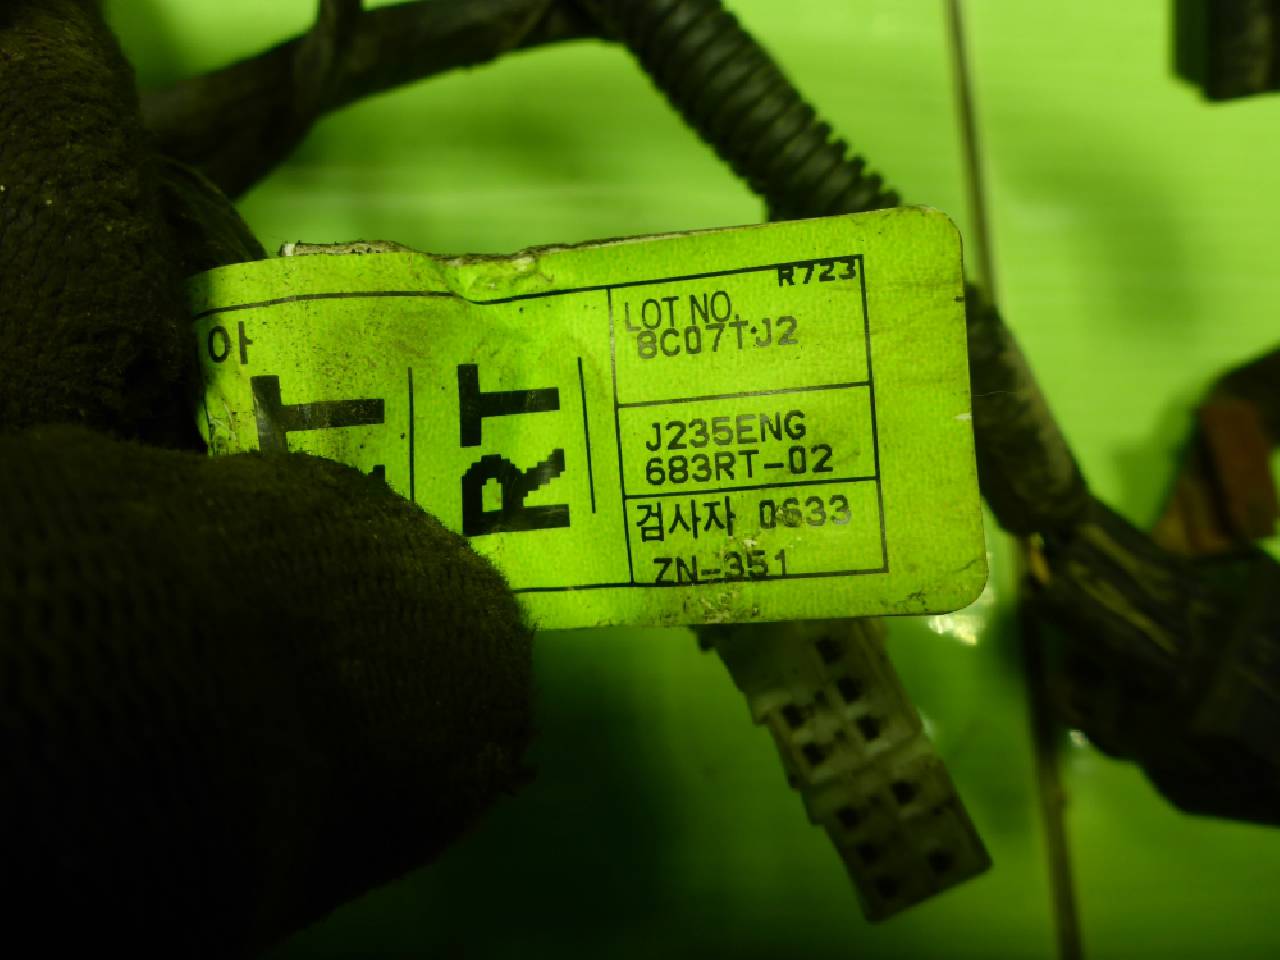 R723
LOT NO.
8C07TJ2
아
RT
J235ENG
683RT-02
검사자 0633
ZN-351